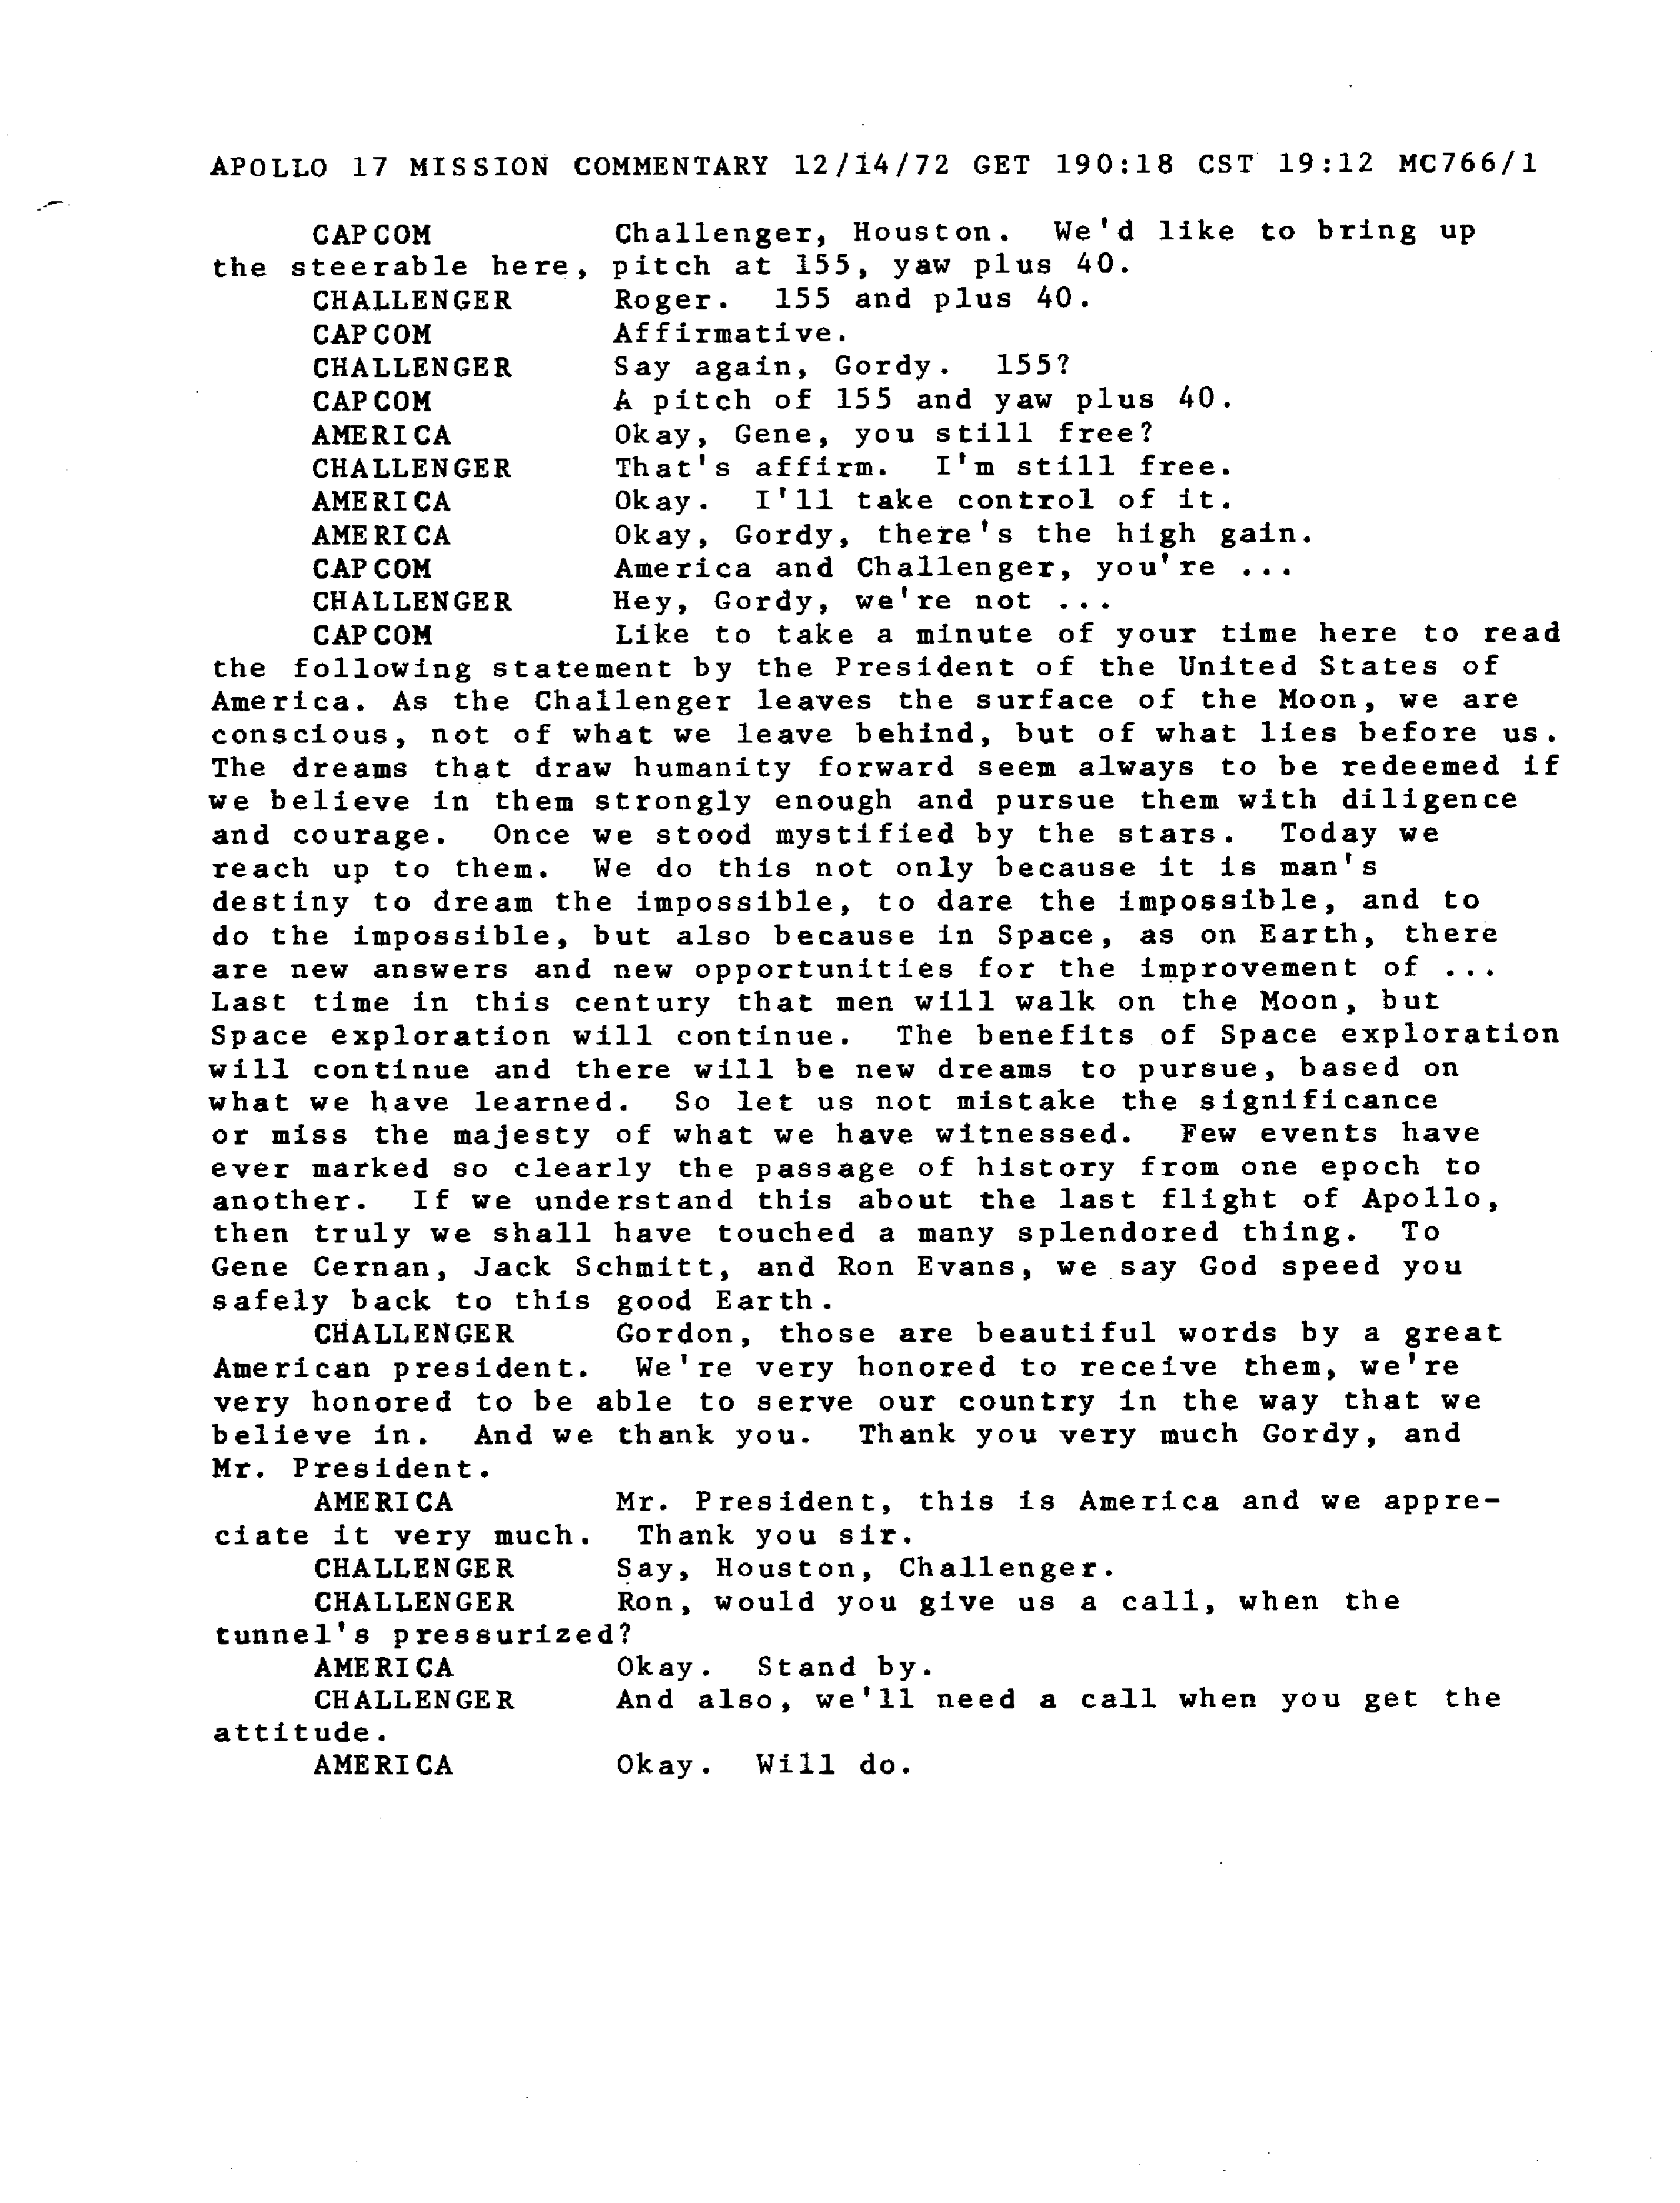 APOLLO 17 MISSION COMMENTARY 12/14/72 GET 190:18 CST 19:12 MC766/1
CAPCOM Challenger, Houston. We'd like to bring up
the steerable here, pitch at 155, yaw plus 40.
CHALLENGER Roger. 155 and plus 40.
CAPCOM Affirmative.
CHALLENGER Say again, Gordy. 155?
CAPCOM A pitch of 155 and yaw plus 40.
AMERICA Okay, Gene, you still free?
CHALLENGER That's affirm. I'm still free.
AMERICA Okay. I'll take control of it.
AMERICA Okay, Gordy, there's the high gain.
CAPCOM America and Challenger, you're ...
CHALLENGER Hey, Gordy, we're not ...
CAPCOM Like to take a minute of your time here to read
the following statement by the President of the United States of
America. As the Challenger leaves the surface of the Moon, we are
conscious, not of what we leave behind, but of what lies before us.
The dreams that draw humanity forward seem always to be redeemed if
we believe in them strongly enough and pursue them with diligence
and courage. Once we stood mystified by the stars. Today we
reach up to them. We do this not only because it is man's
destiny to dream the impossible, to dare the impossible, and to
do the impossible, but also because in Space, as on Earth, there
are new answers and new opportunities for the improvement of ...
Last time in this century that men will walk on the Moon, but
Space exploration will continue. The benefits of Space exploration
will continue and there will be new dreams to pursue, based on
what we have learned. So let us not mistake the significance
or miss the majesty of what we have witnessed. Few events have
ever marked so clearly the passage of history from one epoch to
another. If we understand this about the last flight of Apollo,
then truly we shall have touched a many splendored thing. To
Gene Cernan, Jack Schmitt, and Ron Evans, we say God speed you
safely back to this good Earth.
CHALLENGER Gordon, those are beautiful words by a great
American president. We're very honored to receive them, we're
very honored to be able to serve our country in the way that we
believe in. And we thank you. Thank you very much Gordy, and
Mr. President.
AMERICA Mr. President, this is America and we appre-
ciate it very much. Thank you sir.
CHALLENGER Say, Houston, Challenger.
CHALLENGER Ron, would you give us a call, when the
tunnel's pressurized?
AMERICA Okay. Stand by.
CHALLENGER And also, we'll need a call when you get the
attitude.
AMERICA Okay. Will do.